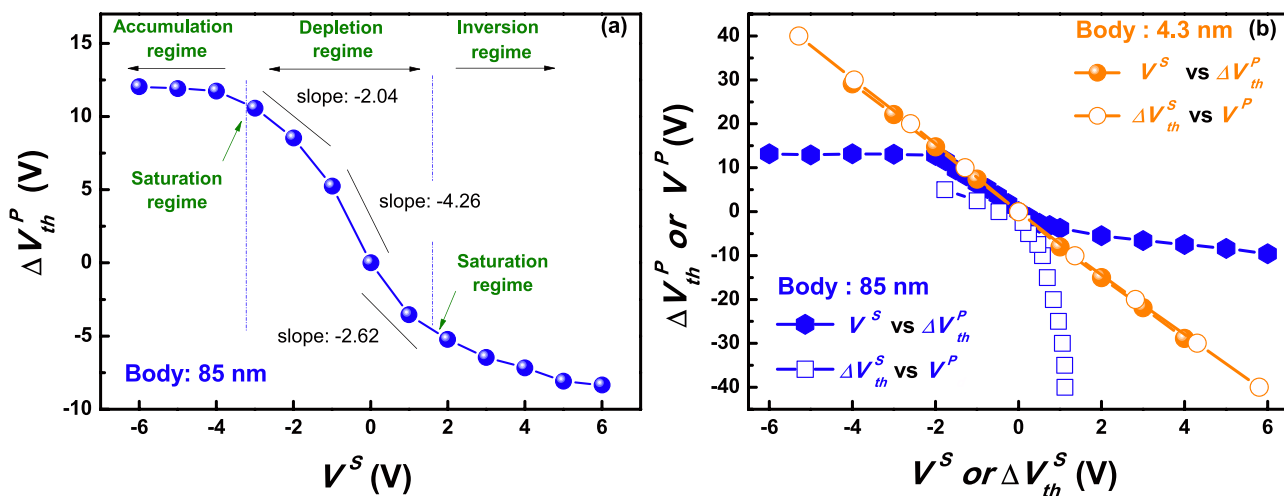 (a)
Accumulation regime
Depletion regime
Inversion regime
slope: -2.04
slope: -4.26
slope: -2.62
Saturation regime
Saturation regime
Body: 85 nm
15
10
5
0
-5
-10
-6 -4 -2 0 2 4 6
ΔV_th^P (V)
V^S (V)
(b)
Body : 4.3 nm
V^S vs ΔV_th^P
ΔV_th^S vs V^P
Body : 85 nm
V^S vs ΔV_th^P
ΔV_th^S vs V^P
40
30
20
10
0
-10
-20
-30
-40
-6 -4 -2 0 2 4 6
ΔV_th^P or V^P (V)
V^S or ΔV_th^S (V)